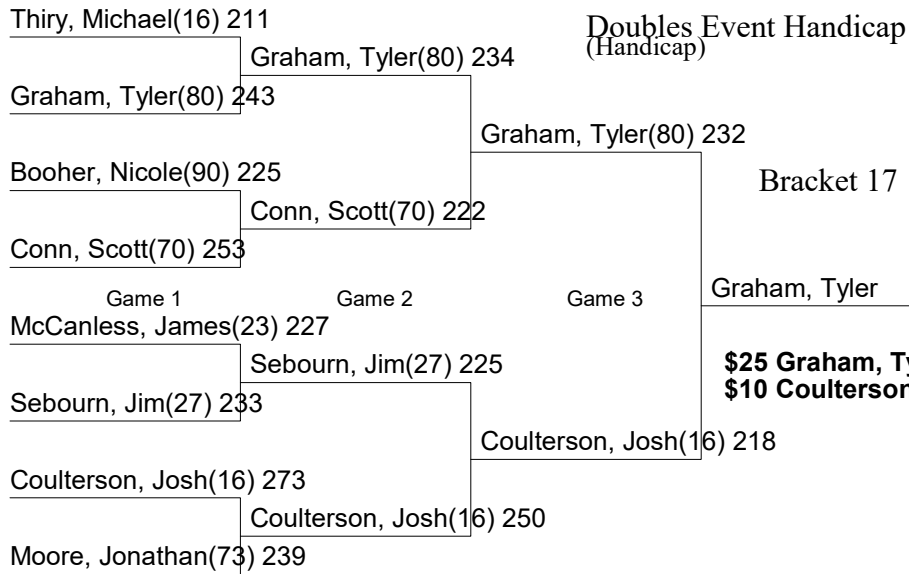 Thiry, Michael(16) 211
Doubles Event Handicap
(Handicap)
Graham, Tyler(80) 234
Graham, Tyler(80) 243
Graham, Tyler(80) 232
Booher, Nicole(90) 225
Bracket 17
Conn, Scott(70) 222
Conn, Scott(70) 253
Game 1
Game 2
Game 3
Graham, Tyler
McCanless, James(23) 227
Sebourn, Jim(27) 225
$25 Graham, Ty
$10 Coulterson
Sebourn, Jim(27) 233
Coulterson, Josh(16) 218
Coulterson, Josh(16) 273
Coulterson, Josh(16) 250
Moore, Jonathan(73) 239